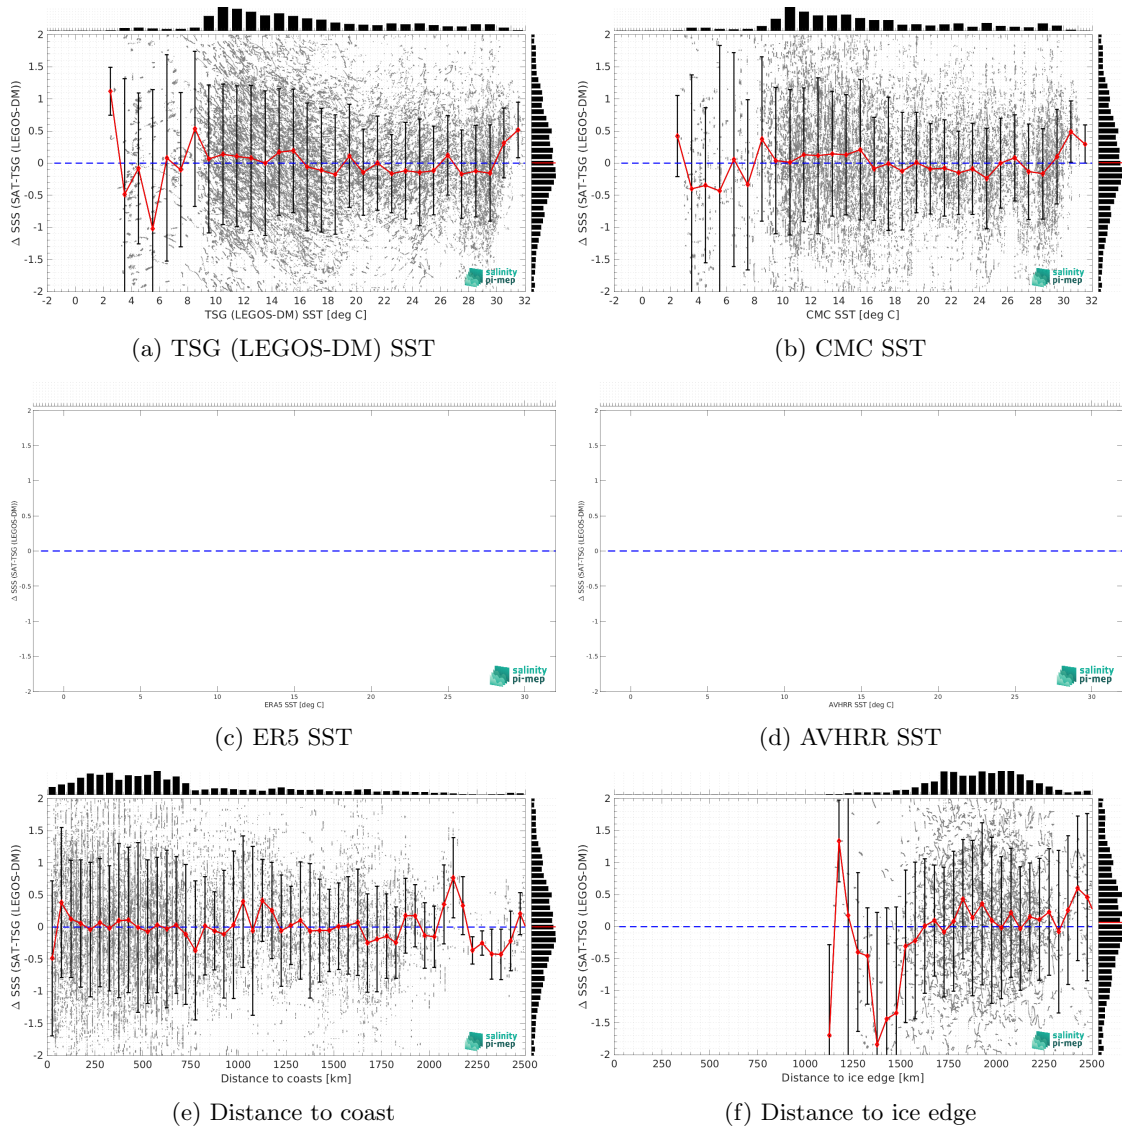 2
1.5
1
0.5
0
-0.5
-1
-1.5
-2
Δ SSS (SAT-TSG (LEGOS-DM))
-2 0 2 4 6 8 10 12 14 16 18 20 22 24 26 28 30 32
TSG (LEGOS-DM) SST [deg C]
salinity
pi-mep
(a) TSG (LEGOS-DM) SST
2
1.5
1
0.5
0
-0.5
-1
-1.5
-2
Δ SSS (SAT-TSG (LEGOS-DM))
-2 0 2 4 6 8 10 12 14 16 18 20 22 24 26 28 30 32
CMC SST [deg C]
salinity
pi-mep
(b) CMC SST
2
1.5
1
0.5
0
-0.5
-1
-1.5
-2
Δ SSS (SAT-TSG (LEGOS-DM))
0 5 10 15 20 25 30
ERA5 SST [deg C]
salinity
pi-mep
(c) ER5 SST
2
1.5
1
0.5
0
-0.5
-1
-1.5
-2
Δ SSS (SAT-TSG (LEGOS-DM))
0 5 10 15 20 25 30
AVHRR SST [deg C]
salinity
pi-mep
(d) AVHRR SST
2
1.5
1
0.5
0
-0.5
-1
-1.5
-2
Δ SSS (SAT-TSG (LEGOS-DM))
0 250 500 750 1000 1250 1500 1750 2000 2250 2500
Distance to coasts [km]
salinity
pi-mep
(e) Distance to coast
2
1.5
1
0.5
0
-0.5
-1
-1.5
-2
Δ SSS (SAT-TSG (LEGOS-DM))
0 250 500 750 1000 1250 1500 1750 2000 2250 2500
Distance to ice edge [km]
salinity
pi-mep
(f) Distance to ice edge